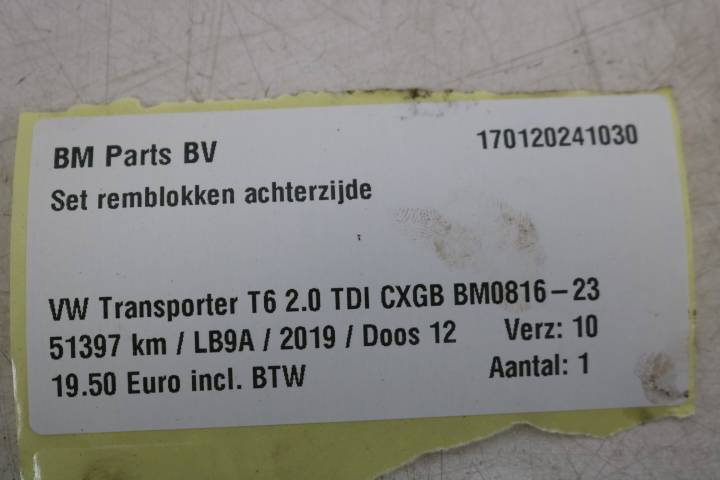 BM Parts BV 170120241030
Set remblokken achterzijde
VW Transporter T6 2.0 TDI CXGB BM0816-23
51397 km / LB9A / 2019 / Doos 12 Verz: 10
19.50 Euro incl. BTW Aantal: 1